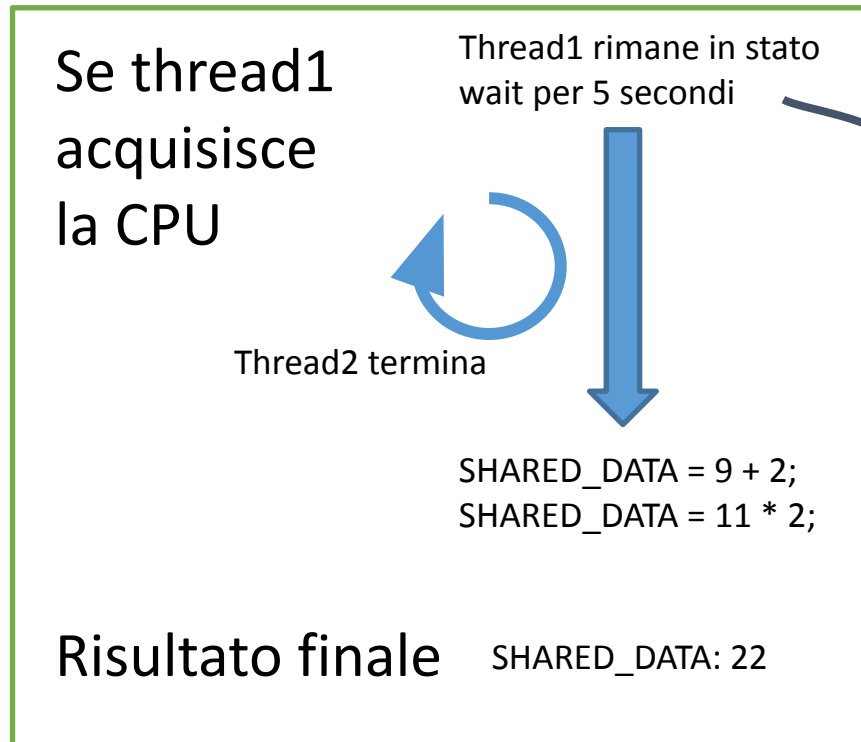 Se thread1
acquisisce
la CPU
Thread1 rimane in stato
wait per 5 secondi
Thread2 termina
SHARED_DATA = 9 + 2;
SHARED_DATA = 11 * 2;
Risultato finale
SHARED_DATA: 22